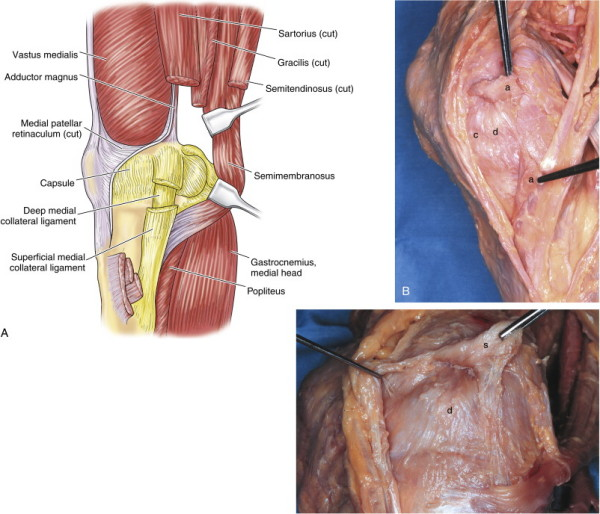 Vastus medialis
Adductor magnus
Medial patellar
retinaculum (cut)
Capsule
Deep medial
collateral ligament
Superficial medial
collateral ligament
Sartorius (cut)
Gracilis (cut)
Semitendinosus (cut)
Semimembranosus
Gastrocnemius,
medial head
Popliteus
A
a
c
d
a
B
s
d